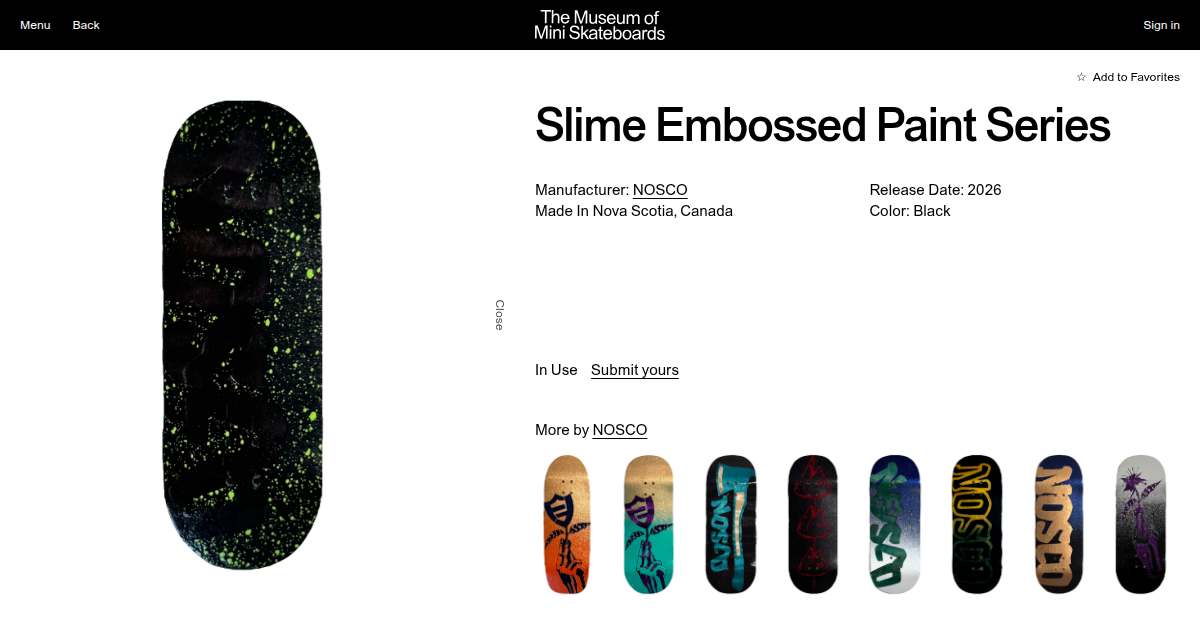 Menu
Back
The Museum of
Mini Skateboards
Sign in
☆ Add to Favorites
Slime Embossed Paint Series
Manufacturer: NOSCO
Made In Nova Scotia, Canada
Release Date: 2026
Color: Black
Close
In Use
Submit yours
More by NOSCO
NOSCO
NOSCO
NOSCO
NOSCO